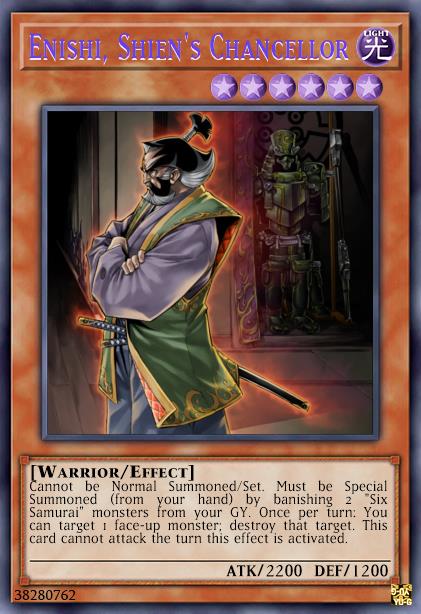 Enishi, Shien's Chancellor
LIGHT
光
[Warrior/Effect]
Cannot be Normal Summoned/Set. Must be Special
Summoned (from your hand) by banishing 2 "Six
Samurai" monsters from your GY. Once per turn: You
can target 1 face-up monster; destroy that target. This
card cannot attack the turn this effect is activated.
ATK/2200 DEF/1200
38280762